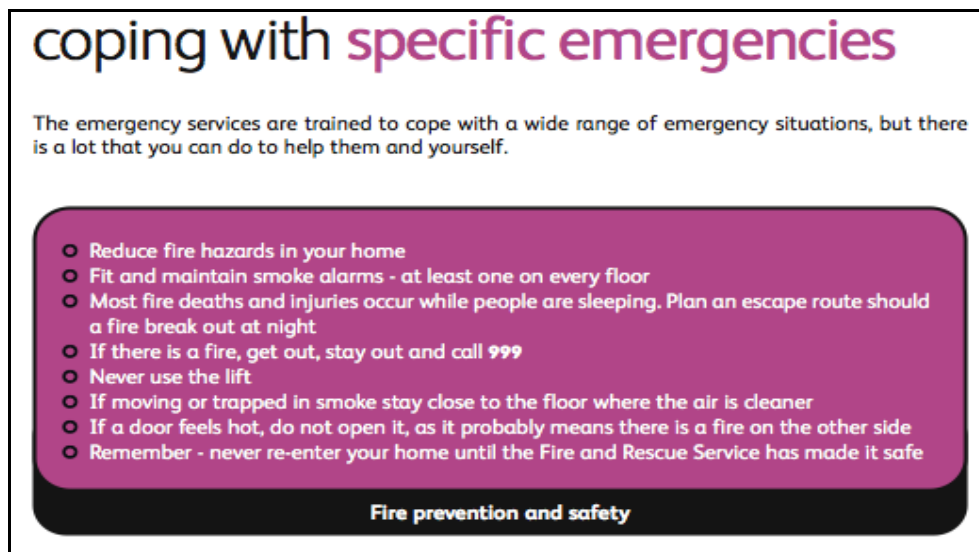 coping with specific emergencies
The emergency services are trained to cope with a wide range of emergency situations, but there
is a lot that you can do to help them and yourself.
Reduce fire hazards in your home
Fit and maintain smoke alarms - at least one on every floor
Most fire deaths and injuries occur while people are sleeping. Plan an escape route should
a fire break out at night
If there is a fire, get out, stay out and call 999
Never use the lift
If moving or trapped in smoke stay close to the floor where the air is cleaner
If a door feels hot, do not open it, as it probably means there is a fire on the other side
Remember - never re-enter your home until the Fire and Rescue Service has made it safe
Fire prevention and safety